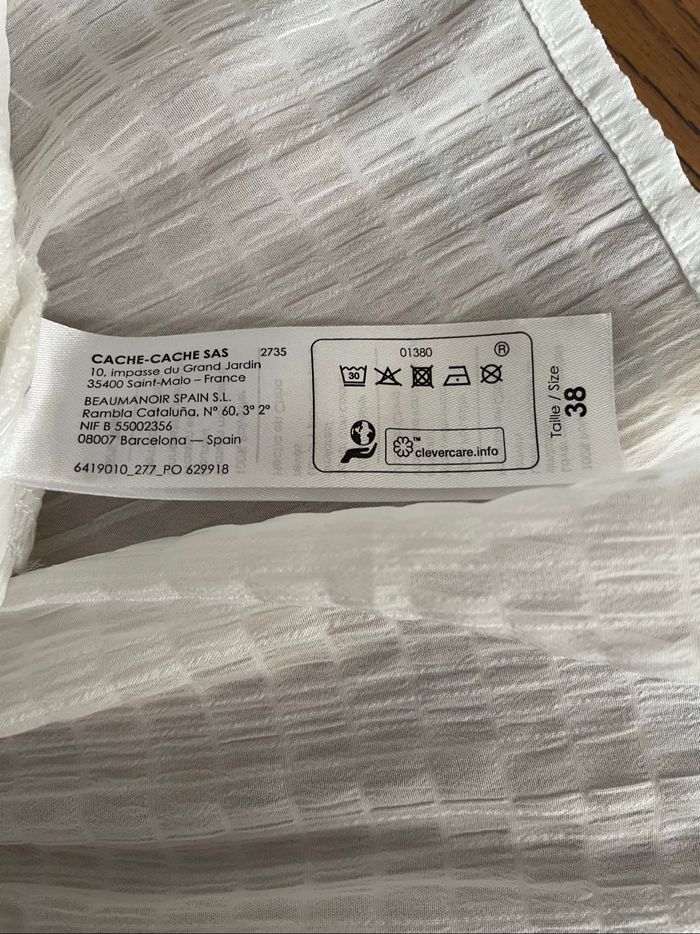 CACHE-CACHE SAS
2735
10, impasse du Grand Jardin
35400 Saint-Malo – France
BEAUMANOIR SPAIN S.L.
Rambla Cataluña, N° 60, 3° 2°
NIF B 55002356
08007 Barcelona — Spain
6419010_277_PO 629918
01380
®
30
™
clevercare.info
Taille / Size
38